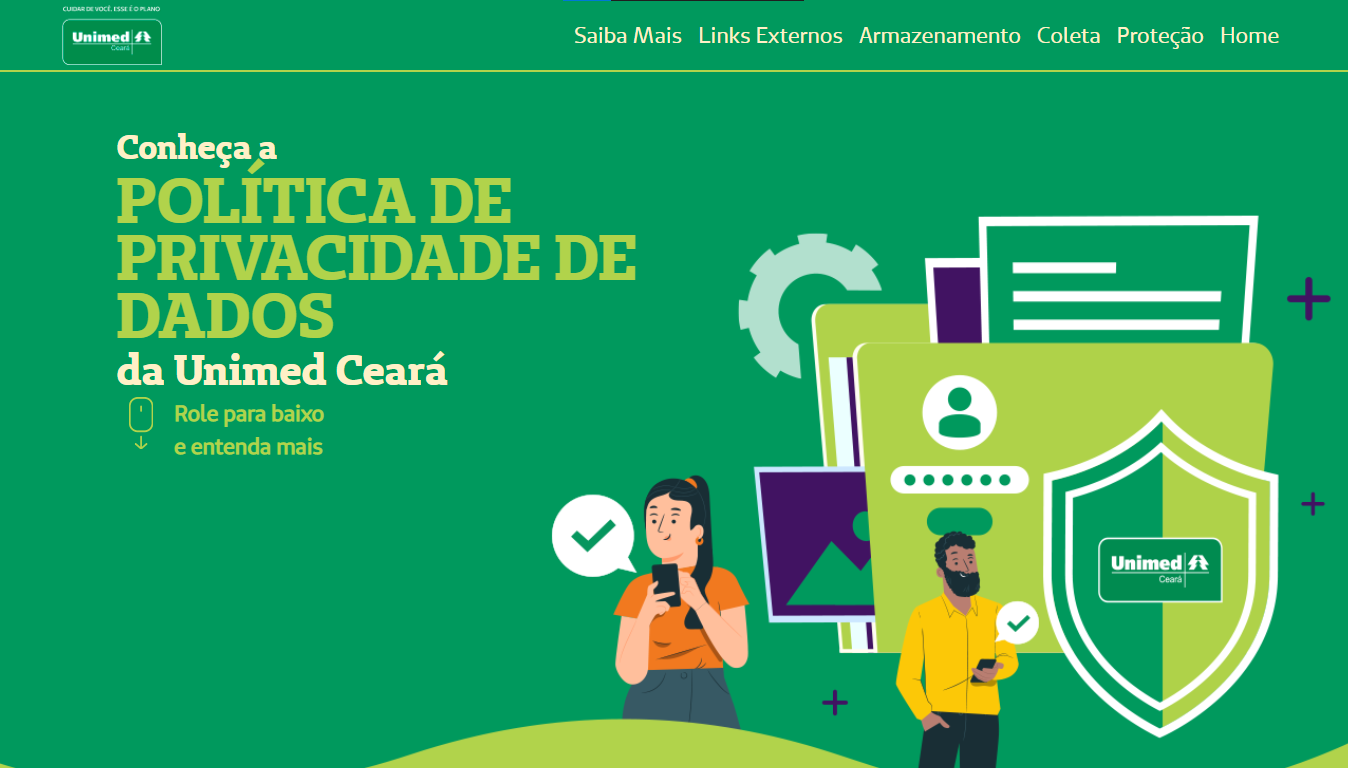 CUIDAR DE VOCÊ. ESSE É O PLANO
Unimed
Ceará
Saiba Mais Links Externos Armazenamento Coleta Proteção Home
Conheça a
POLÍTICA DE
PRIVACIDADE DE
DADOS
da Unimed Ceará
Role para baixo
e entenda mais
Unimed
Ceará